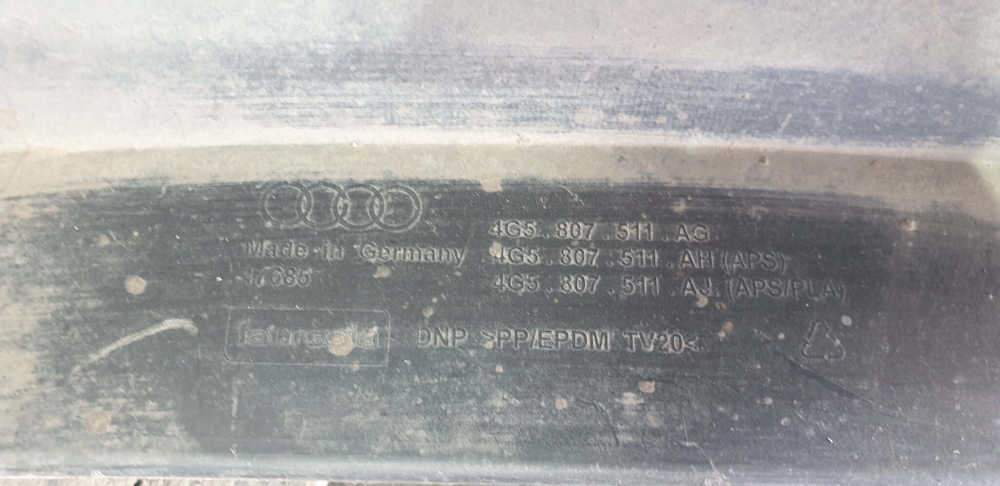 4G5 . 807 . 511 . AG
Made in Germany 4G5 . 807 . 511 . AH (APS)
17685 4G5 . 807 . 511 . AJ (APS/PLA)
DNP >PP/EPDM TV20<